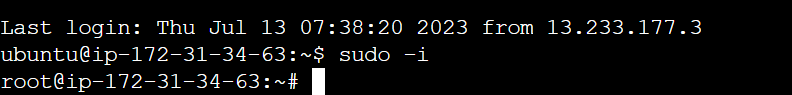 Last login: Thu Jul 13 07:38:20 2023 from 13.233.177.3
ubuntu@ip-172-31-34-63:~$ sudo -i
root@ip-172-31-34-63:~#